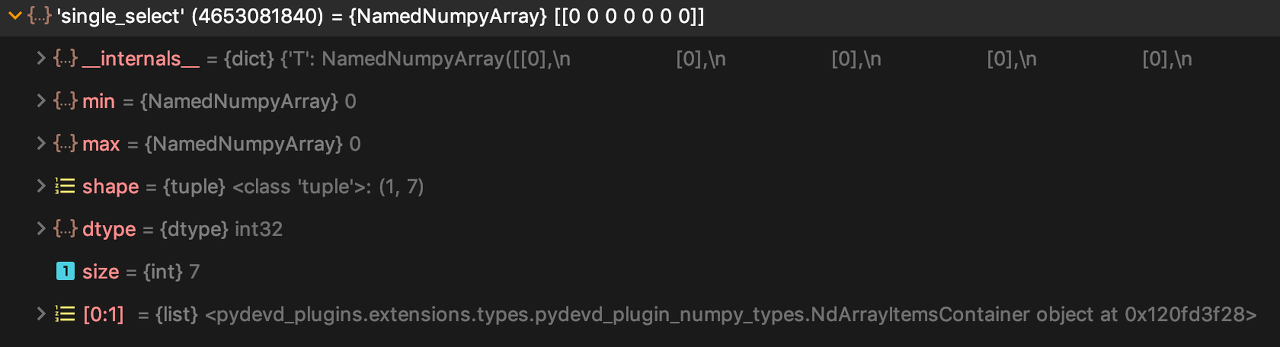 {..} 'single_select' (4653081840) = {NamedNumpyArray} [[0 0 0 0 0 0 0]]
{..} __internals__ = {dict} {'T': NamedNumpyArray([[0],\n [0],\n [0],\n [0],\n [0],\n
{..} min = {NamedNumpyArray} 0
{..} max = {NamedNumpyArray} 0
shape = {tuple} <class 'tuple'>: (1, 7)
{..} dtype = {dtype} int32
1 size = {int} 7
[0:1] = {list} <pydevd_plugins.extensions.types.pydevd_plugin_numpy_types.NdArrayItemsContainer object at 0x120fd3f28>